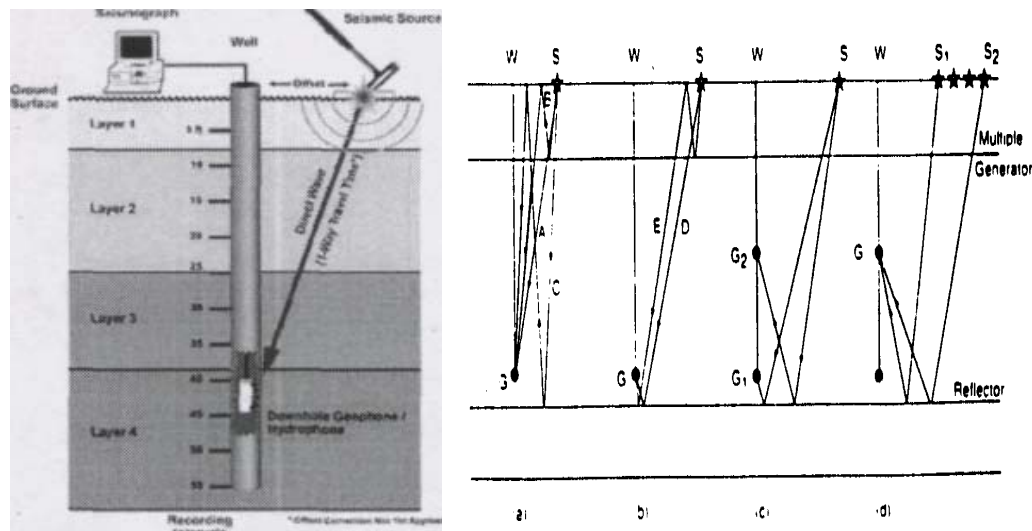 Seismograph
Seismic Source
Well
Offset
Ground
Surface
Layer 1
10
Direct Wave
(1-Way Travel Time*)
15
Layer 2
20
25
30
Layer 3
35
40
45
Downhole Geophone /
Hydrophone
Layer 4
50
55
Recording
W S W S W S W S1 S2
B
Multiple
Generator
A
E D
C
G2 G
G G G1
Reflector
a) b) (c) (d)